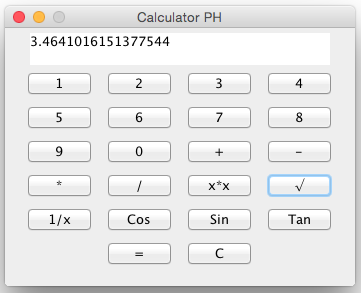 Calculator PH
3.4641016151377544
1 2 3 4
5 6 7 8
9 0 + -
* / x*x √
1/x Cos Sin Tan
= C